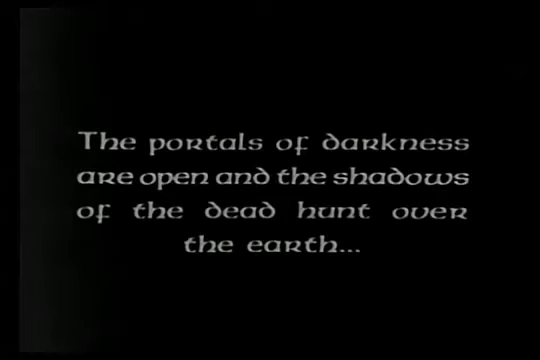 The portals of darkness
are open and the shadows
of the dead hunt over
the earth...